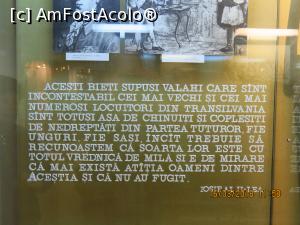 [c] AmFostAcolo®
ACESTI BIETI SUPUSI VALAHI CARE SÎNT
INCONTESTABIL CEI MAI VECHI SI CEI MAI
NUMEROSI LOCUITORI DIN TRANSILVANIA
SÎNT TOTUSI ASA DE CHINUITI SI COPLESITI
DE NEDREPTĂTI DIN PARTEA TUTUROR, FIE
UNGURI, FIE SASI ÎNCÎT TREBUIE SĂ
RECUNOASTEM CĂ SOARTA LOR ESTE CU
TOTUL VREDNICĂ DE MILĂ SI E DE MIRARE
CĂ MAI EXISTĂ ATÎTIA OAMENI DINTRE
ACESTIA SI CĂ NU AU FUGIT.
IOSIF AL II-LEA